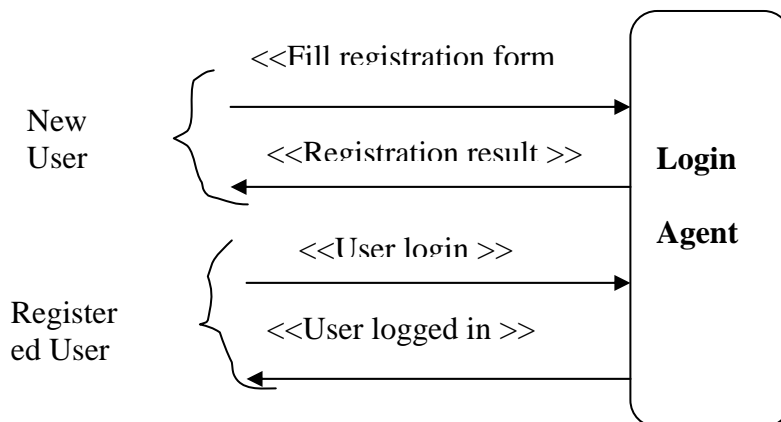 <<Fill registration form
New
User
<<Registration result >>
Login
Agent
<<User login >>
Register
ed User
<<User logged in >>